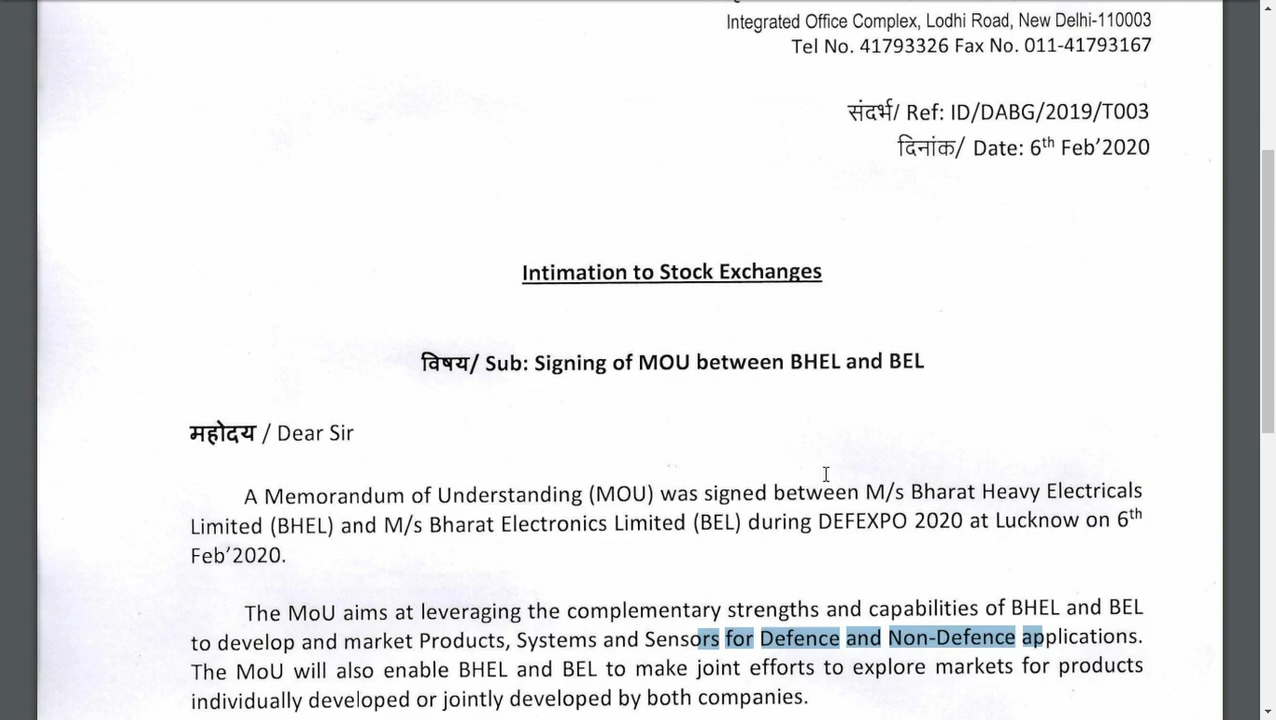 Integrated Office Complex, Lodhi Road, New Delhi-110003
Tel No. 41793326 Fax No. 011-41793167
संदर्भ/ Ref: ID/DABG/2019/T003
दिनांक/ Date: 6th Feb'2020
Intimation to Stock Exchanges
विषय/ Sub: Signing of MOU between BHEL and BEL
महोदय / Dear Sir
A Memorandum of Understanding (MOU) was signed between M/s Bharat Heavy Electricals
Limited (BHEL) and M/s Bharat Electronics Limited (BEL) during DEFEXPO 2020 at Lucknow on 6th
Feb'2020.
The MoU aims at leveraging the complementary strengths and capabilities of BHEL and BEL
to develop and market Products, Systems and Sensors for Defence and Non-Defence applications.
The MoU will also enable BHEL and BEL to make joint efforts to explore markets for products
individually developed or jointly developed by both companies.